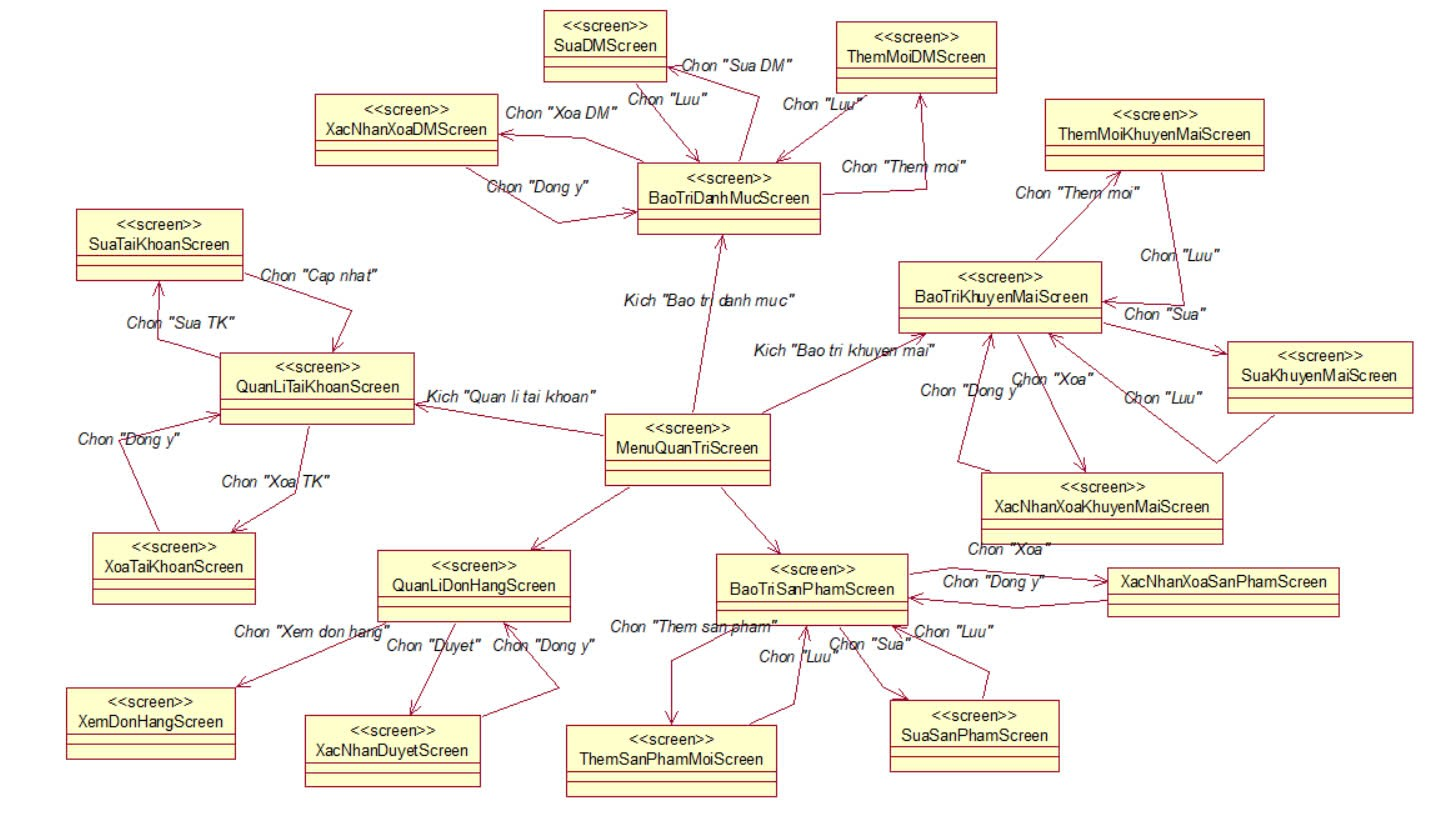 <<screen>>
SuaDMScreen
<<screen>>
ThemMoiDMScreen
Chon "Sua DM"
Chon "Luu"
Chon "Luu"
<<screen>>
XacNhanXoaDMScreen
Chon "Xoa DM"
<<screen>>
ThemMoiKhuyenMaiScreen
Chon "Dong y"
<<screen>>
BaoTriDanhMucScreen
Chon "Them moi"
Chon "Them moi"
<<screen>>
SuaTaiKhoanScreen
Chon "Cap nhat"
Chon "Luu"
<<screen>>
BaoTriKhuyenMaiScreen
Kich "Bao tri danh muc"
Chon "Sua TK"
Chon "Sua"
Kich "Bao tri khuyen mai"
<<screen>>
QuanLiTaiKhoanScreen
<<screen>>
SuaKhuyenMaiScreen
Kich "Quan li tai khoan"
Chon "Dong y"
Chon "Xoa"
Chon "Luu"
Chon "Dong y"
<<screen>>
MenuQuanTriScreen
Chon "Xoa TK"
<<screen>>
XacNhanXoaKhuyenMaiScreen
<<screen>>
XoaTaiKhoanScreen
<<screen>>
QuanLiDonHangScreen
<<screen>>
BaoTriSanPhamScreen
Chon "Xoa"
Chon "Dong y"
XacNhanXoaSanPhamScreen
Chon "Xem don hang"
Chon "Duyet"
Chon "Dong y"
Chon "Them san pham"
Chon "Luu"
Chon "Sua"
Chon "Luu"
<<screen>>
XemDonHangScreen
<<screen>>
XacNhanDuyetScreen
<<screen>>
ThemSanPhamMoiScreen
<<screen>>
SuaSanPhamScreen